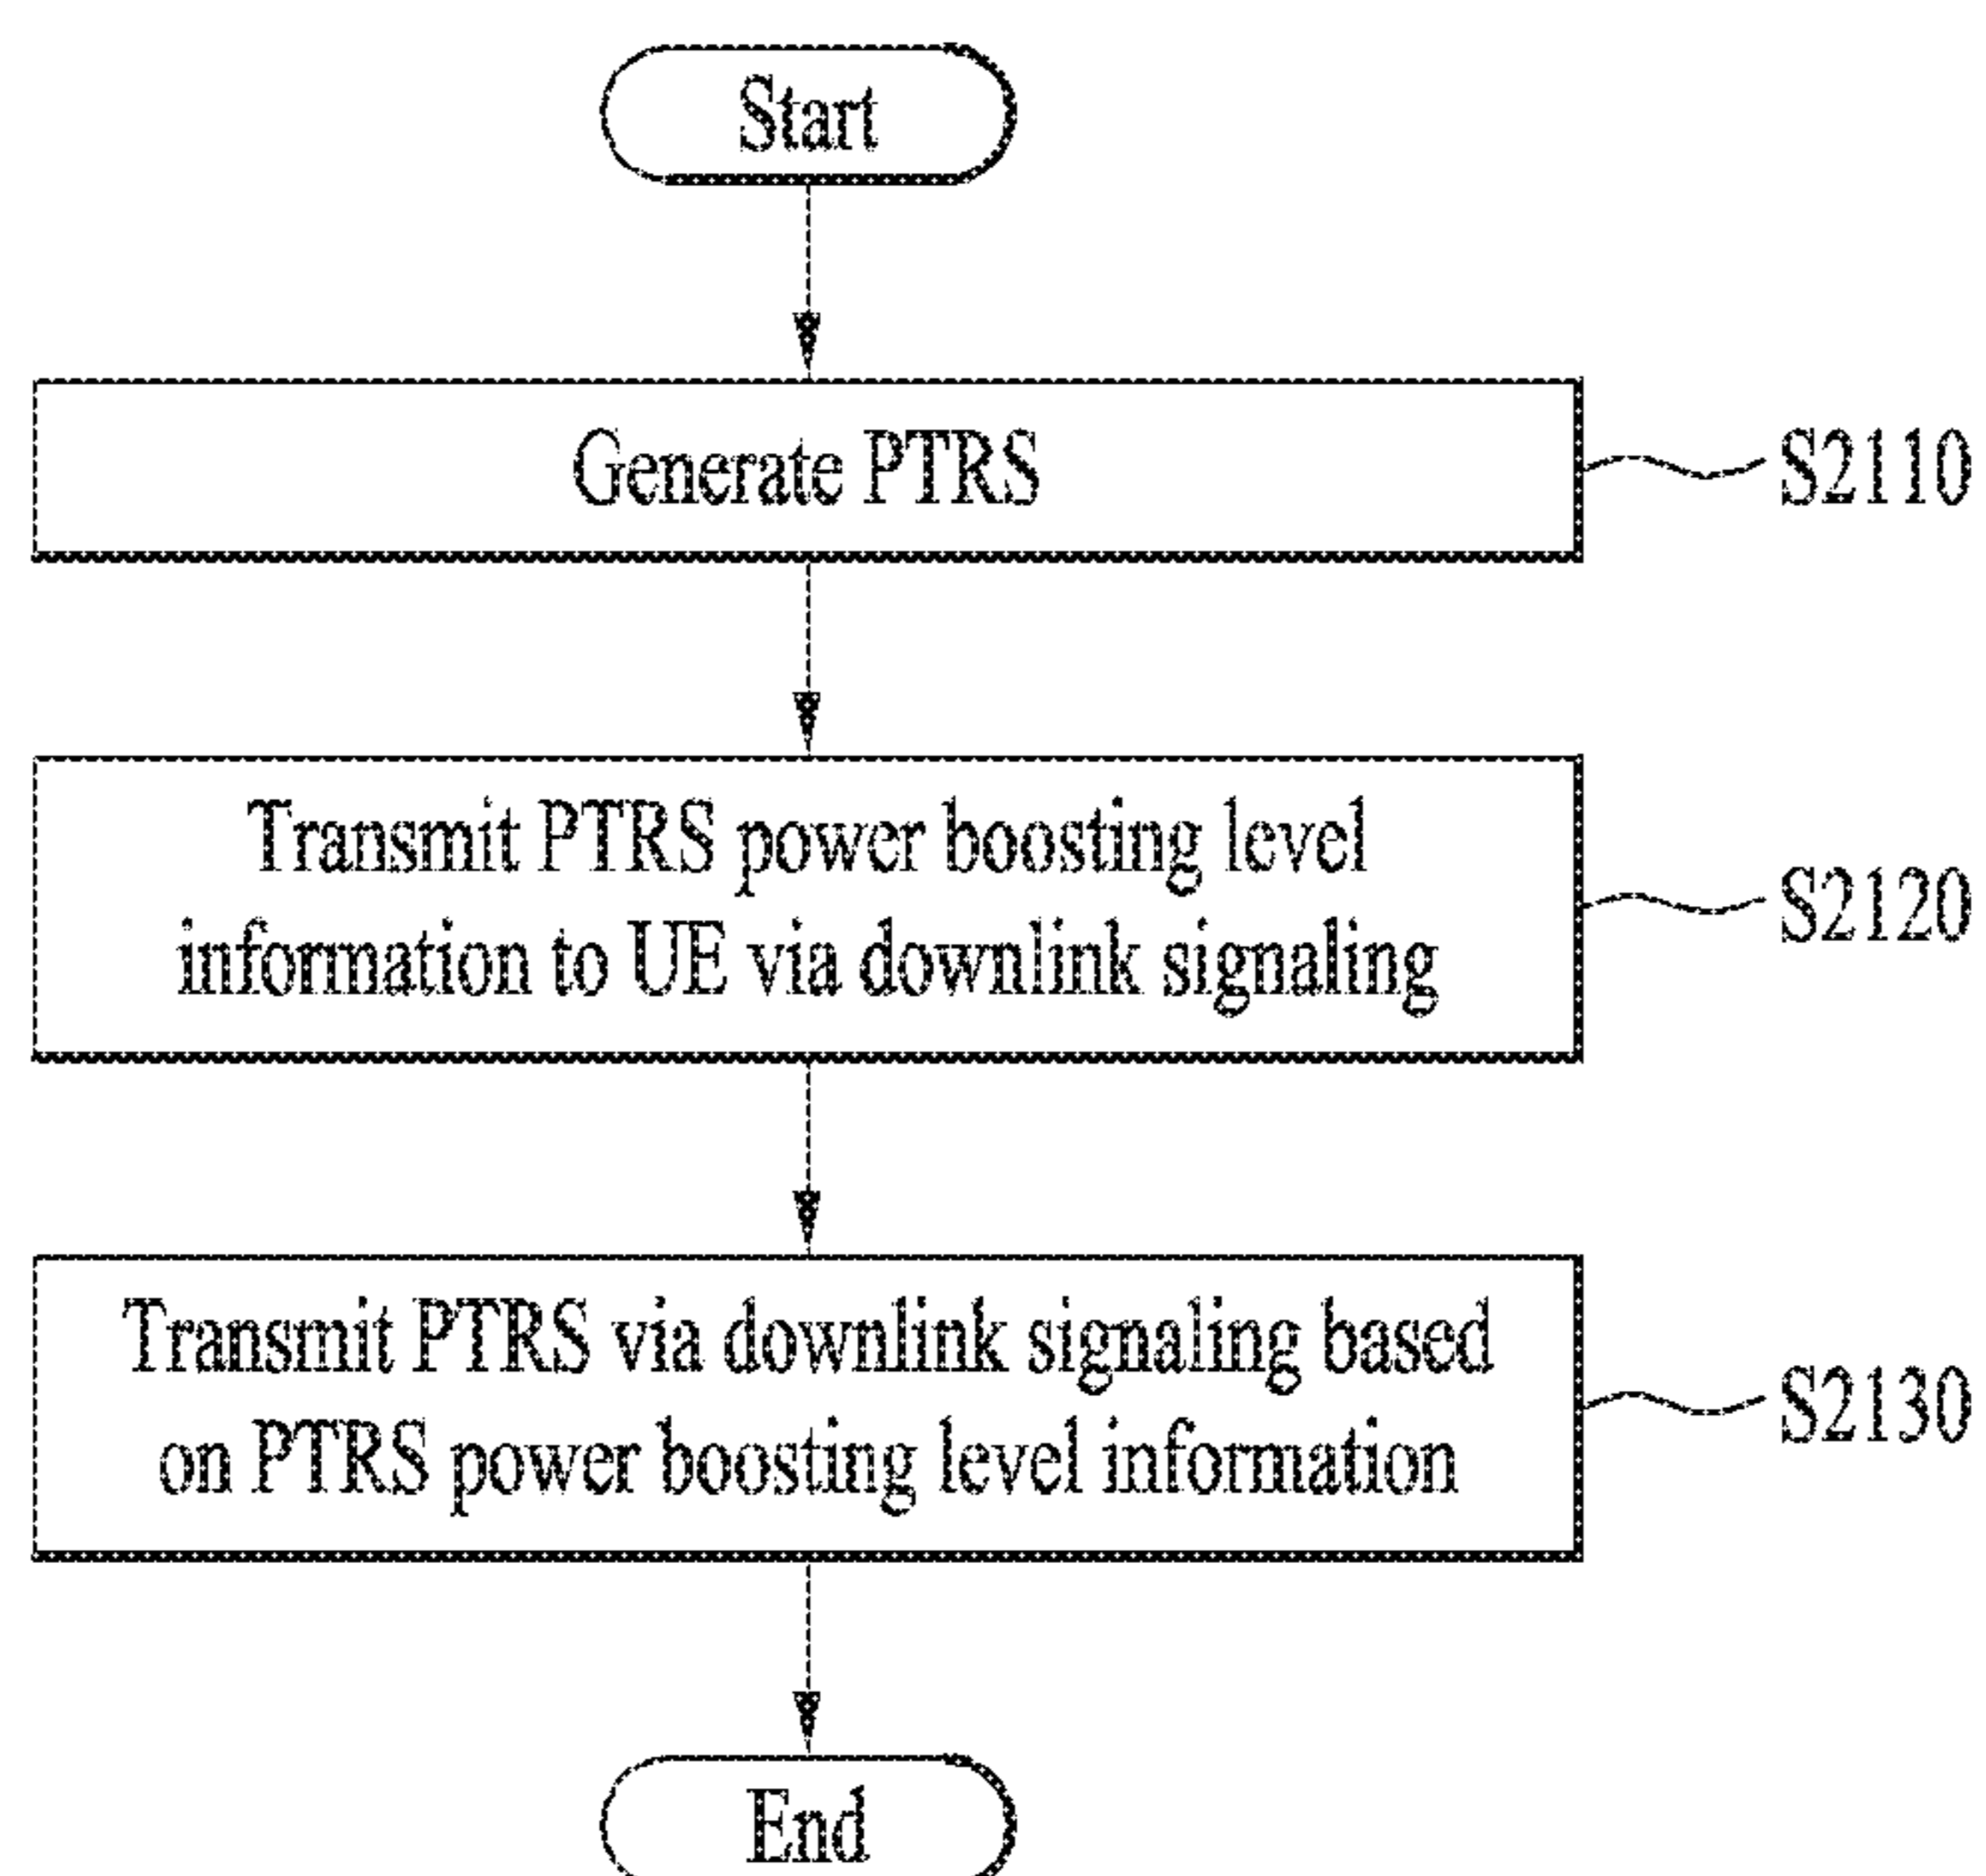 Start
Generate PTRS
S2110
Transmit PTRS power boosting level
information to UE via downlink signaling
S2120
Transmit PTRS via downlink signaling based
on PTRS power boosting level information
S2130
End